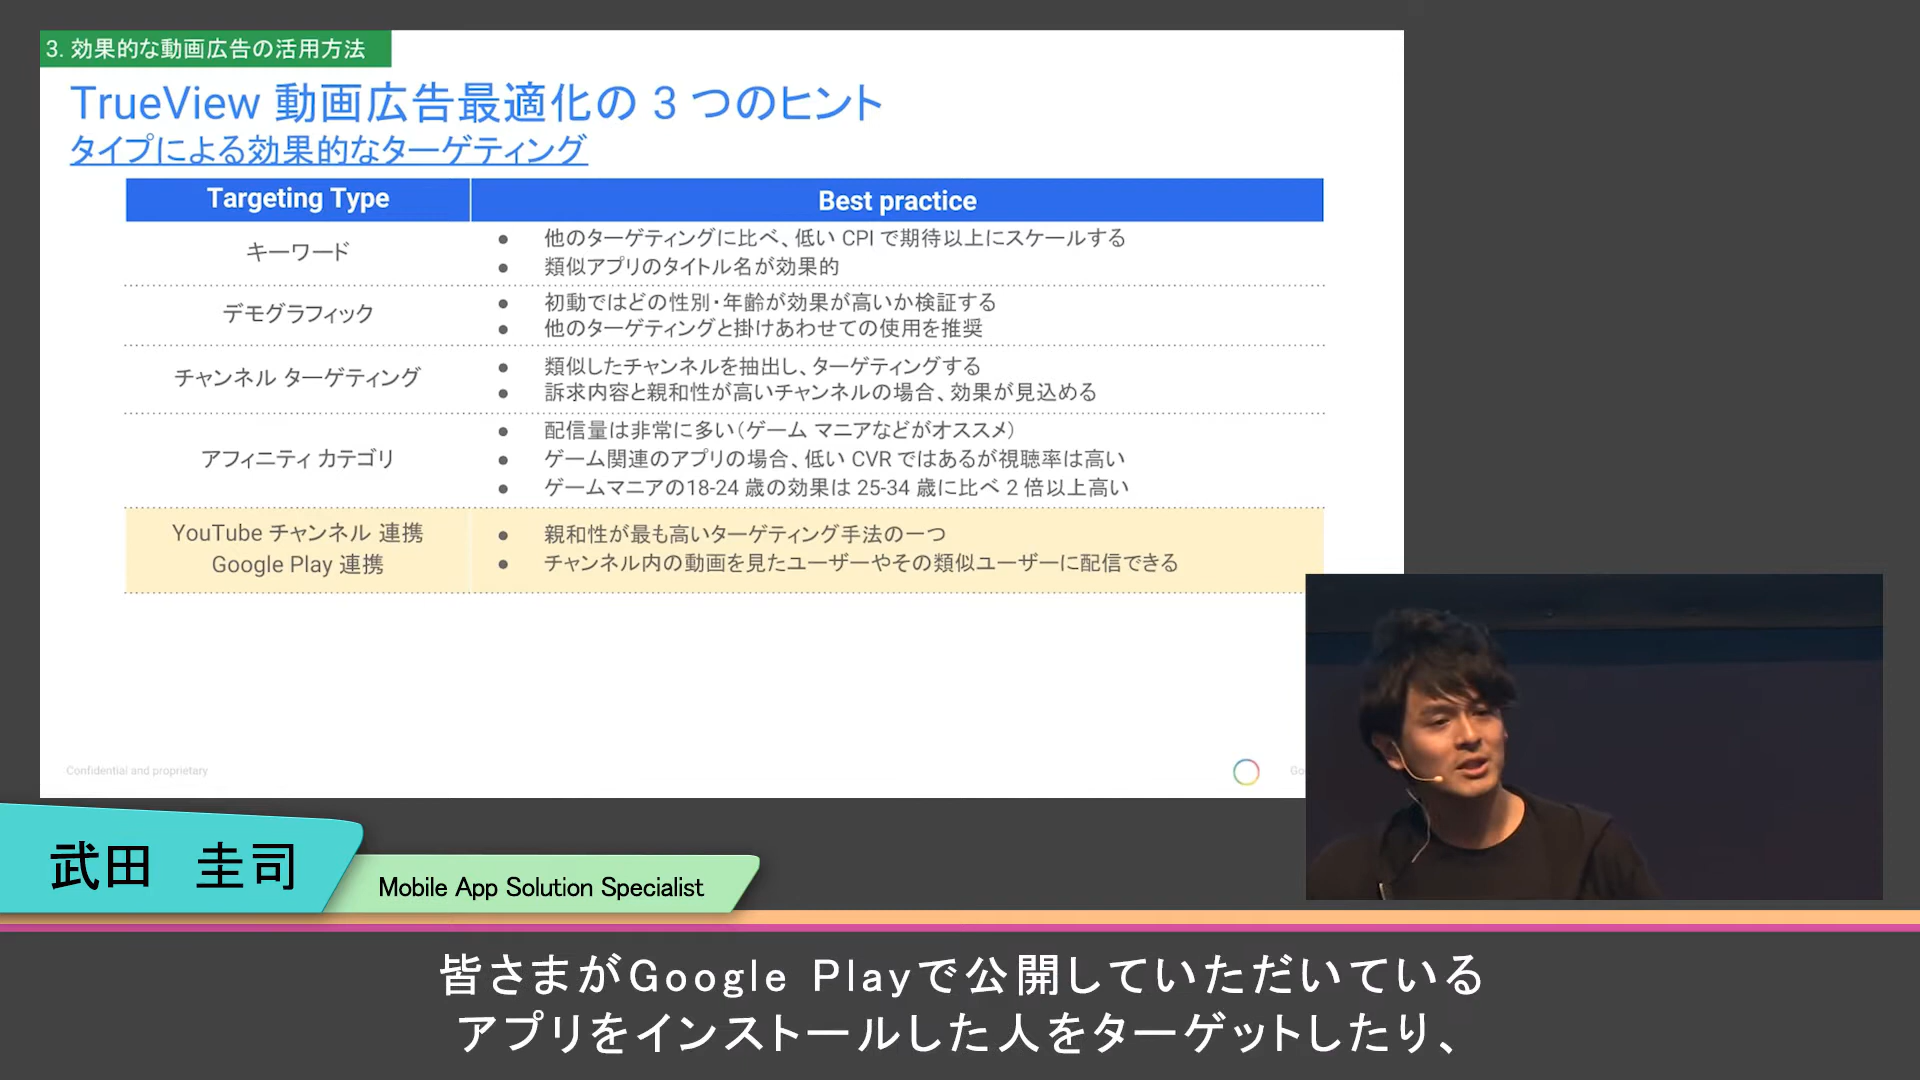 3. 効果的な動画広告の活用方法
TrueView 動画広告最適化の 3 つのヒント
タイプによる効果的なターゲティング
Targeting Type
Best practice
キーワード
● 他のターゲティングに比べ、低い CPI で期待以上にスケールする
● 類似アプリのタイトル名が効果的
デモグラフィック
● 初動ではどの性別・年齢が効果が高いか検証する
● 他のターゲティングと掛けあわせての使用を推奨
チャンネル ターゲティング
● 類似したチャンネルを抽出し、ターゲティングする
● 訴求内容と親和性が高いチャンネルの場合、効果が見込める
アフィニティ カテゴリ
● 配信量は非常に多い（ゲーム マニアなどがオススメ）
● ゲーム関連のアプリの場合、低い CVR ではあるが視聴率は高い
● ゲームマニアの18-24 歳の効果は 25-34 歳に比べ 2 倍以上高い
YouTube チャンネル 連携
Google Play 連携
● 親和性が最も高いターゲティング手法の一つ
● チャンネル内の動画を見たユーザーやその類似ユーザーに配信できる
Confidential and proprietary
Go
武田 圭司
Mobile App Solution Specialist
皆さまがGoogle Playで公開していただいている
アプリをインストールした人をターゲットしたり、